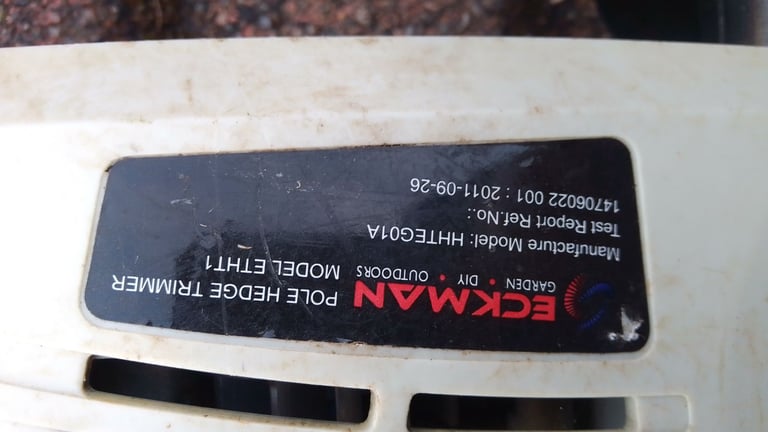 ECKMAN
GARDEN • DIY • OUTDOORS
POLE HEDGE TRIMMER
MODEL ETHT1
Manufacture Model: HHTEG01A
Test Report Ref.No.:
14706022 001 : 2011-09-26